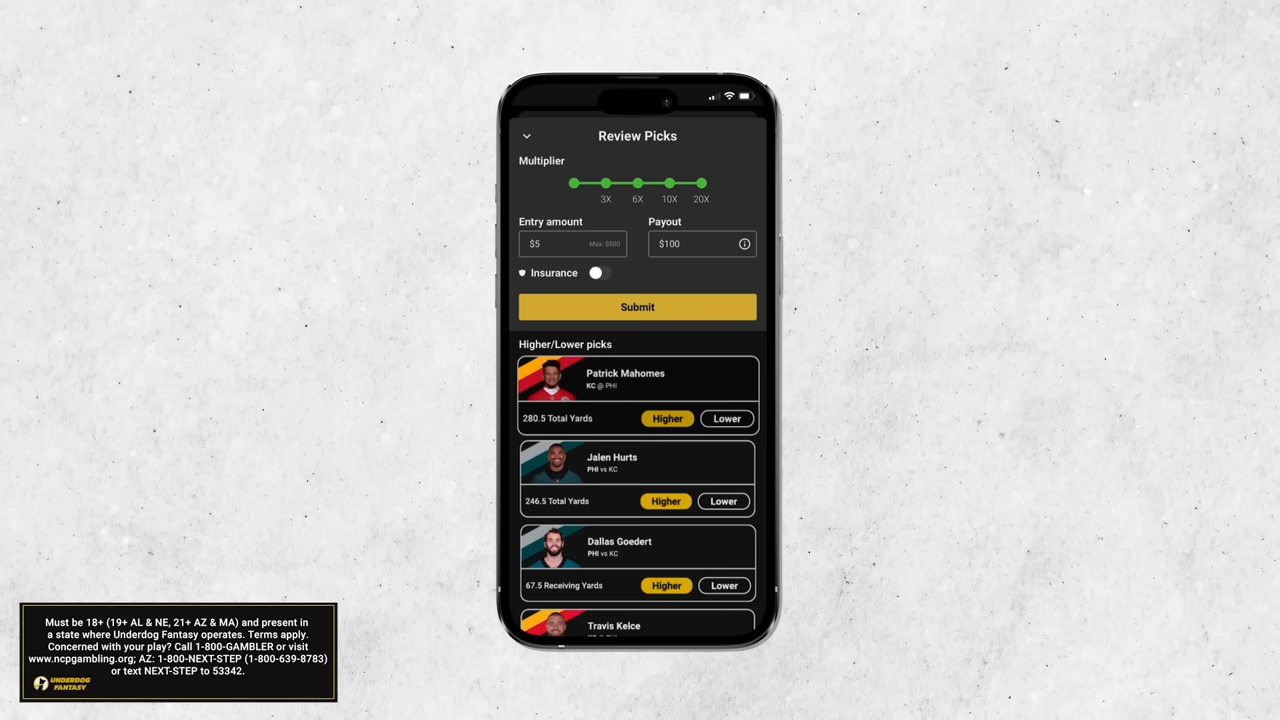 Review Picks
Multiplier
3X 6X 10X 20X
Entry amount Payout
$5 Max: $500 $100
Insurance
Submit
Higher/Lower picks
Patrick Mahomes
KC @ PHI
280.5 Total Yards Higher Lower
Jalen Hurts
PHI vs KC
246.5 Total Yards Higher Lower
Dallas Goedert
PHI vs KC
67.5 Receiving Yards Higher Lower
Travis Kelce
Must be 18+ (19+ AL & NE, 21+ AZ & MA) and present in
a state where Underdog Fantasy operates. Terms apply.
Concerned with your play? Call 1-800-GAMBLER or visit
www.ncpgambling.org; AZ: 1-800-NEXT-STEP (1-800-639-8783)
or text NEXT-STEP to 53342.
UNDERDOG
FANTASY